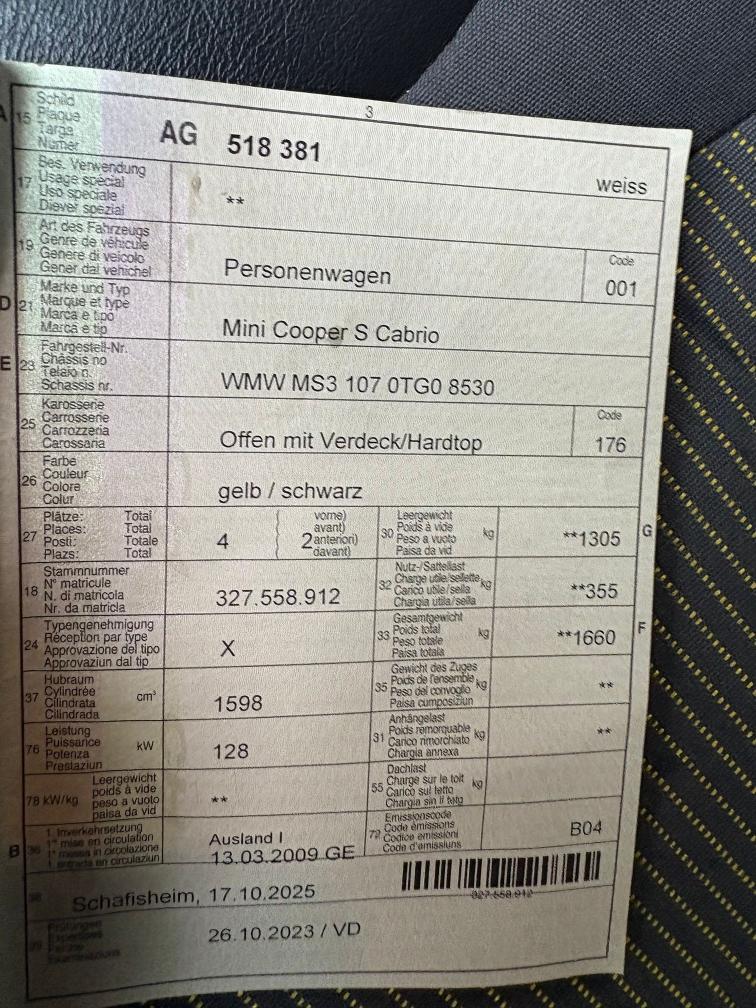 3
A 15 Schild
Plaque
Targa
Numer
AG 518 381
weiss
17 Bes. Verwendung
Usage spécial
Uso speciale
Diever spezial
**
19 Art des Fahrzeugs
Genre de véhicule
Genere di veicolo
Gener dal vehichel
Personenwagen
Code
001
D 21 Marke und Typ
Marque et type
Marca e tipo
Marca e tip
Mini Cooper S Cabrio
E 23 Fahrgestell-Nr.
Châssis no
Telaio n.
Schassis nr.
WMW MS3 107 0TG0 8530
25 Karosserie
Carrosserie
Carrozzeria
Carossaria
Offen mit Verdeck/Hardtop
Code
176
26 Farbe
Couleur
Colore
Colur
gelb / schwarz
27 Plätze: Total
Places: Total
Posti: Totale
Plazs: Total
4
2
vorne)
avant)
anteriori)
davant)
30 Leergewicht
Poids à vide
Peso a vuoto
Paisa da vid
kg
**1305
G
18 Stammnummer
N° matricule
N. di matricola
Nr. da matricla
327.558.912
32 Nutz-/Sattellast
Charge utile/sellette
Carico utile/sella
Chargia utila/sella
kg
**355
24 Typengenehmigung
Réception par type
Approvazione del tipo
Approvaziun dal tip
X
33 Gesamtgewicht
Poids total
Peso totale
Paisa totala
kg
**1660
F
37 Hubraum
Cylindrée
Cilindrata
Cilindrada
cm³
1598
35 Gewicht des Zuges
Poids de l'ensemble
Peso del convoglio
Paisa cumposiziun
kg
**
76 Leistung
Puissance
Potenza
Prestaziun
kW
128
31 Anhängelast
Poids remorquable
Carico rimorchiato
Chargia annexa
kg
**
78 kW/kg
Leergewicht
poids à vide
peso a vuoto
paisa da vid
**
55 Dachlast
Charge sur le toit
Carico sul tetto
Chargia sin il tetg
kg
B 36 1. Inverkehrsetzung
1re mise en circulation
1a messa in circolazione
1. entrada en circulaziun
Ausland I
13.03.2009 GE
72 Emissionscode
Code émissions
Codice emissioni
Code d'emissiuns
B04
327.558.912
38
Schafisheim, 17.10.2025
39 Prüfungen
Expertises
Perizie
Examinaziuns
26.10.2023 / VD